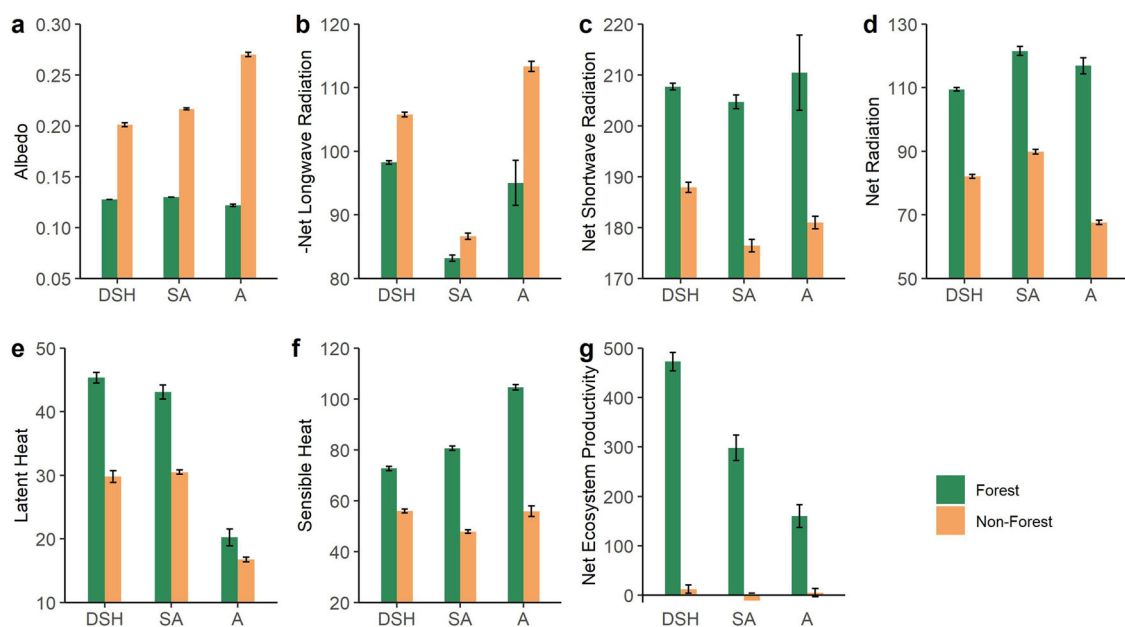 a
Albedo
0.30
0.25
0.20
0.15
0.10
0.05
DSH SA A
b
-Net Longwave Radiation
120
110
100
90
80
DSH SA A
c
Net Shortwave Radiation
220
210
200
190
180
170
DSH SA A
d
Net Radiation
130
110
90
70
50
DSH SA A
e
Latent Heat
50
40
30
20
10
DSH SA A
f
Sensible Heat
120
100
80
60
40
20
DSH SA A
g
Net Ecosystem Productivity
500
400
300
200
100
0
DSH SA A
Forest
Non-Forest